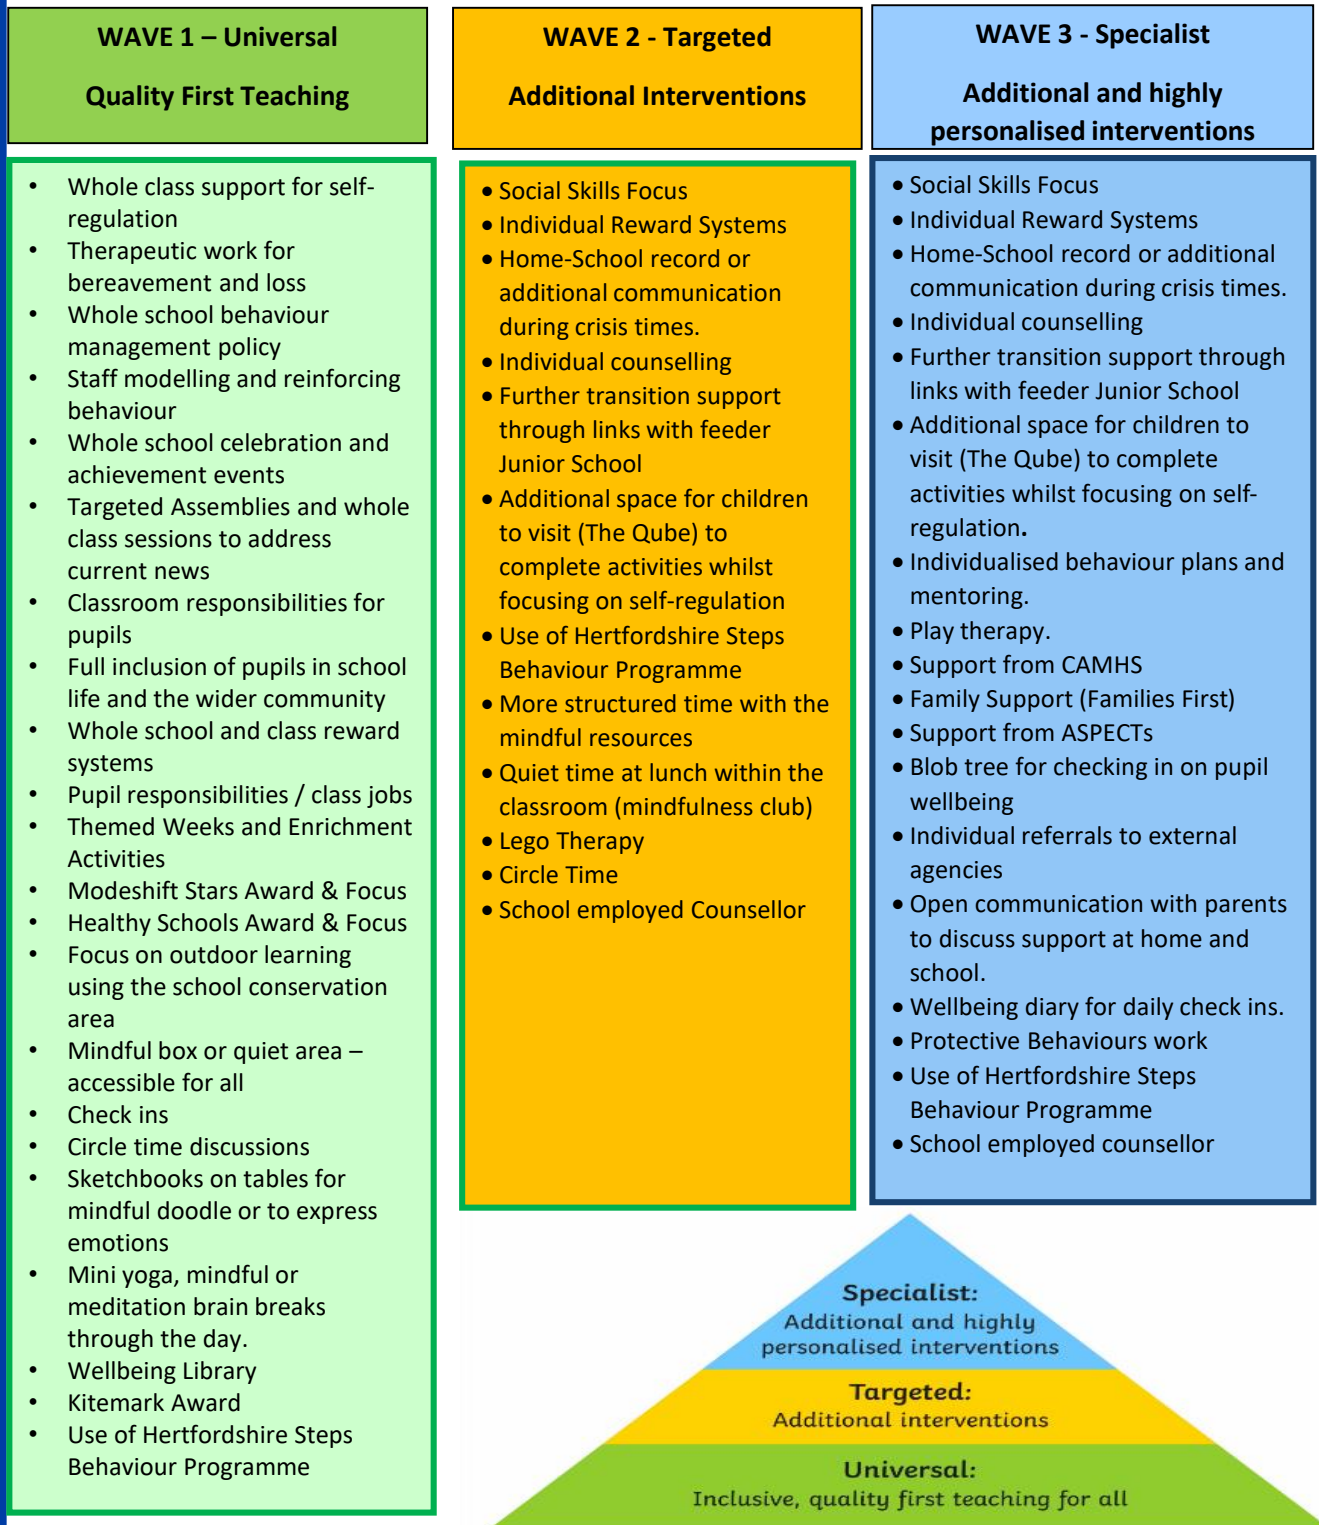 WAVE 1 – Universal
Quality First Teaching
• Whole class support for self-
regulation
• Therapeutic work for
bereavement and loss
• Whole school behaviour
management policy
• Staff modelling and reinforcing
behaviour
• Whole school celebration and
achievement events
• Targeted Assemblies and whole
class sessions to address
current news
• Classroom responsibilities for
pupils
• Full inclusion of pupils in school
life and the wider community
• Whole school and class reward
systems
• Pupil responsibilities / class jobs
• Themed Weeks and Enrichment
Activities
• Modeshift Stars Award & Focus
• Healthy Schools Award & Focus
• Focus on outdoor learning
using the school conservation
area
• Mindful box or quiet area –
accessible for all
• Check ins
• Circle time discussions
• Sketchbooks on tables for
mindful doodle or to express
emotions
• Mini yoga, mindful or
meditation brain breaks
through the day.
• Wellbeing Library
• Kitemark Award
• Use of Hertfordshire Steps
Behaviour Programme
WAVE 2 - Targeted
Additional Interventions
• Social Skills Focus
• Individual Reward Systems
• Home-School record or
additional communication
during crisis times.
• Individual counselling
• Further transition support
through links with feeder
Junior School
• Additional space for children
to visit (The Qube) to
complete activities whilst
focusing on self-regulation
• Use of Hertfordshire Steps
Behaviour Programme
• More structured time with the
mindful resources
• Quiet time at lunch within the
classroom (mindfulness club)
• Lego Therapy
• Circle Time
• School employed Counsellor
WAVE 3 - Specialist
Additional and highly
personalised interventions
• Social Skills Focus
• Individual Reward Systems
• Home-School record or additional
communication during crisis times.
• Individual counselling
• Further transition support through
links with feeder Junior School
• Additional space for children to
visit (The Qube) to complete
activities whilst focusing on self-
regulation.
• Individualised behaviour plans and
mentoring.
• Play therapy.
• Support from CAMHS
• Family Support (Families First)
• Support from ASPECTs
• Blob tree for checking in on pupil
wellbeing
• Individual referrals to external
agencies
• Open communication with parents
to discuss support at home and
school.
• Wellbeing diary for daily check ins.
• Protective Behaviours work
• Use of Hertfordshire Steps
Behaviour Programme
• School employed counsellor
Specialist:
Additional and highly
personalised interventions
Targeted:
Additional interventions
Universal:
Inclusive, quality first teaching for all